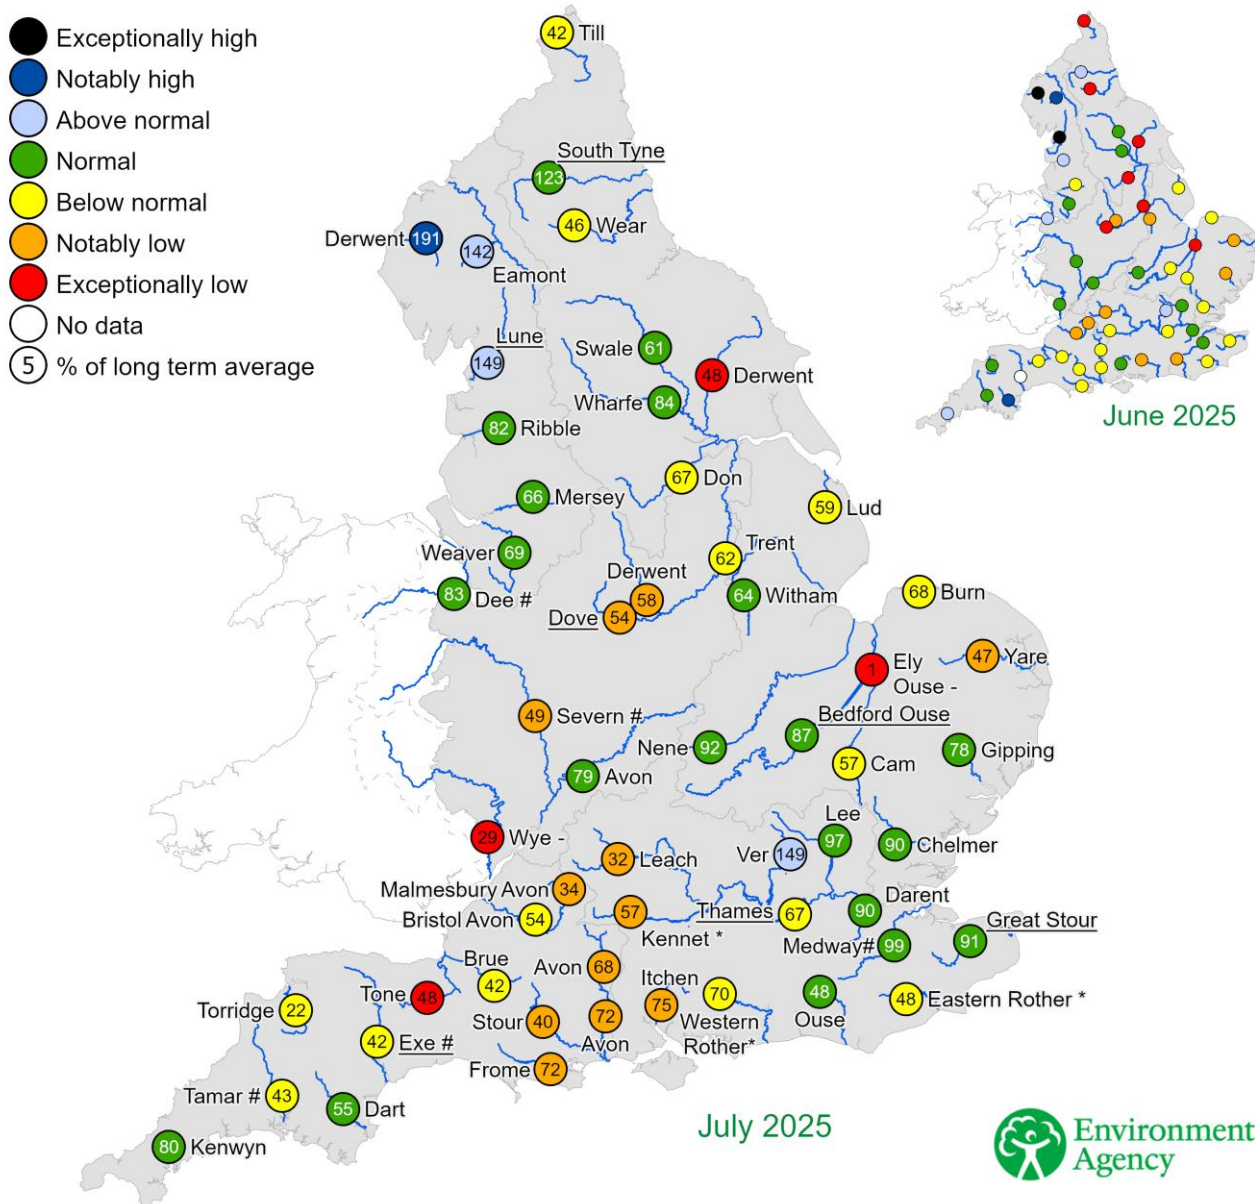 Exceptionally high
Notably high
Above normal
Normal
Below normal
Notably low
Exceptionally low
No data
5 % of long term average
June 2025
42 Till
South Tyne
123
46 Wear
Derwent 191
142
Eamont
Lune
149
Swale 61
48 Derwent
Wharfe 84
82 Ribble
67 Don
66 Mersey
59 Lud
Weaver 69
Trent
62
Derwent
58
83
Dee #
64 Witham
68 Burn
54
Dove
47 Yare
1 Ely
Ouse -
49 Severn #
Bedford Ouse
87
Nene 92
78 Gipping
57 Cam
79 Avon
29 Wye -
Lee
97
90 Chelmer
Ver 149
32 Leach
Malmesbury Avon 34
Darent
90
Thames 67
Bristol Avon 54
57
Kennet *
Great Stour
91
Medway# 99
Brue
42
Avon 68
Itchen
75
70
Western
Rother*
48
Ouse
48 Eastern Rother *
Tone 48
Torridge 22
Stour 40
72
Avon
42 Exe #
Frome 72
Tamar # 43
55 Dart
80 Kenwyn
July 2025
Environment
Agency